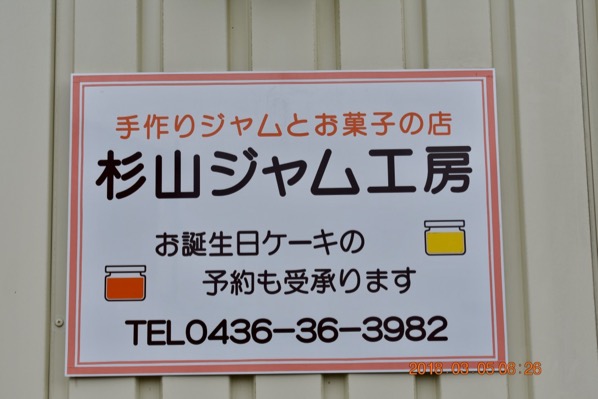 手作りジャムとお菓子の店
杉山ジャム工房
お誕生日ケーキの
予約も受承ります
TEL0436-36-3982